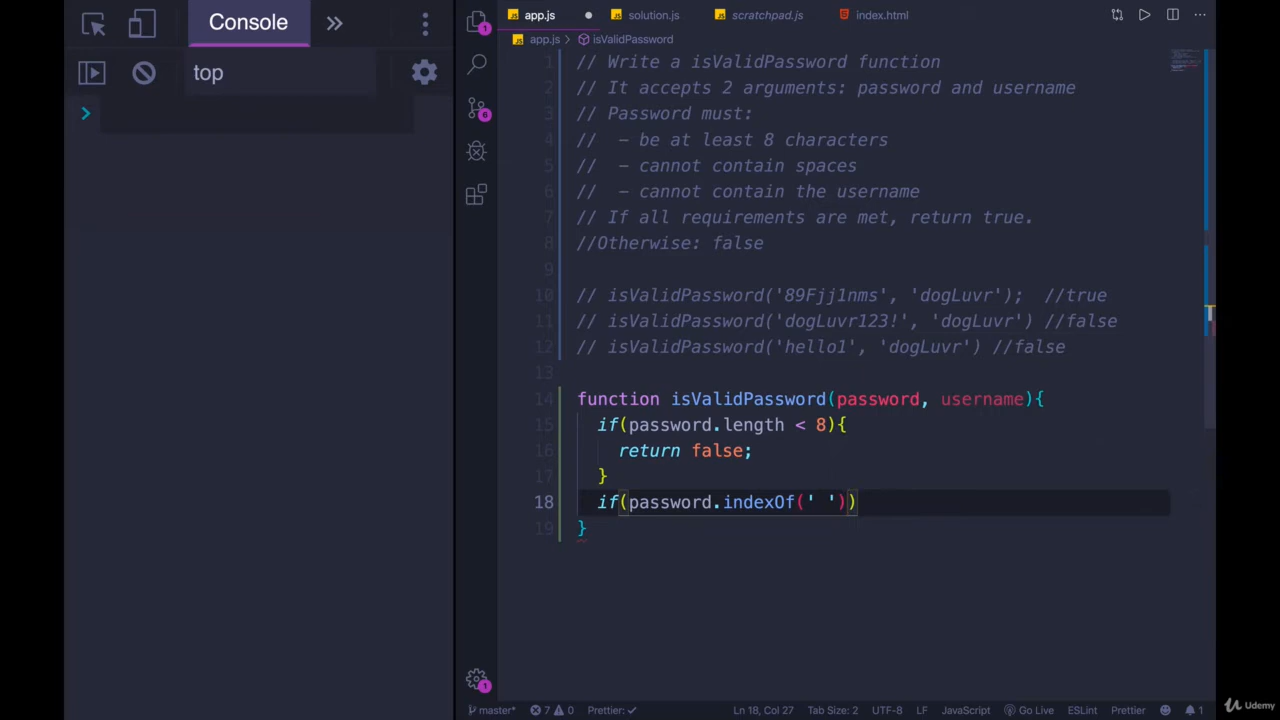 Console
top
app.js
solution.js
scratchpad.js
index.html
app.js > isValidPassword
1 // Write a isValidPassword function
2 // It accepts 2 arguments: password and username
3 // Password must:
4 //  - be at least 8 characters
5 //  - cannot contain spaces
6 //  - cannot contain the username
7 // If all requirements are met, return true.
8 //Otherwise: false
9
10 // isValidPassword('89Fjj1nms', 'dogLuvr');  //true
11 // isValidPassword('dogLuvr123!', 'dogLuvr') //false
12 // isValidPassword('hello1', 'dogLuvr') //false
13
14 function isValidPassword(password, username){
15   if(password.length < 8){
16     return false;
17   }
18   if(password.indexOf(' '))
19 }
master* 7 0 Prettier: ✓ Ln 18, Col 27 Tab Size: 2 UTF-8 LF JavaScript Go Live ESLint Prettier 1
Udemy